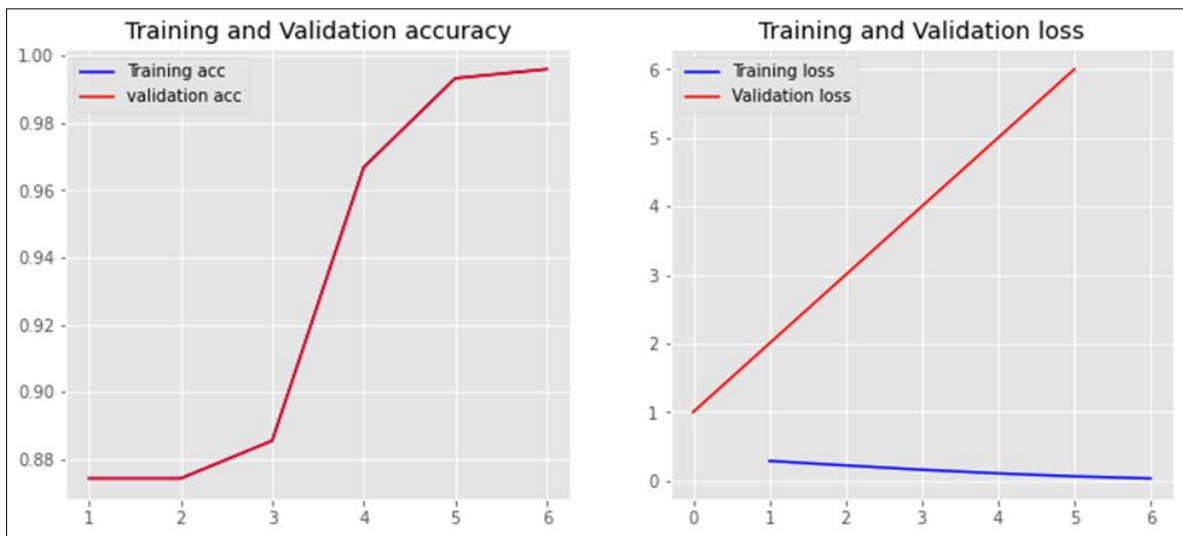 Training and Validation accuracy
Training acc
validation acc
1.00
0.98
0.96
0.94
0.92
0.90
0.88
1 2 3 4 5 6
Training and Validation loss
Training loss
Validation loss
6
5
4
3
2
1
0
0 1 2 3 4 5 6